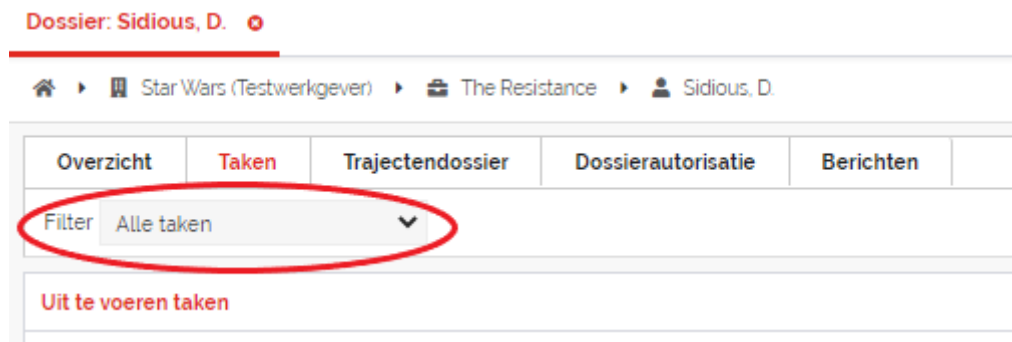 Dossier: Sidious, D.
Star Wars (Testwerkgever) The Resistance Sidious, D.
Overzicht Taken Trajectendossier Dossierautorisatie Berichten
Filter Alle taken
Uit te voeren taken